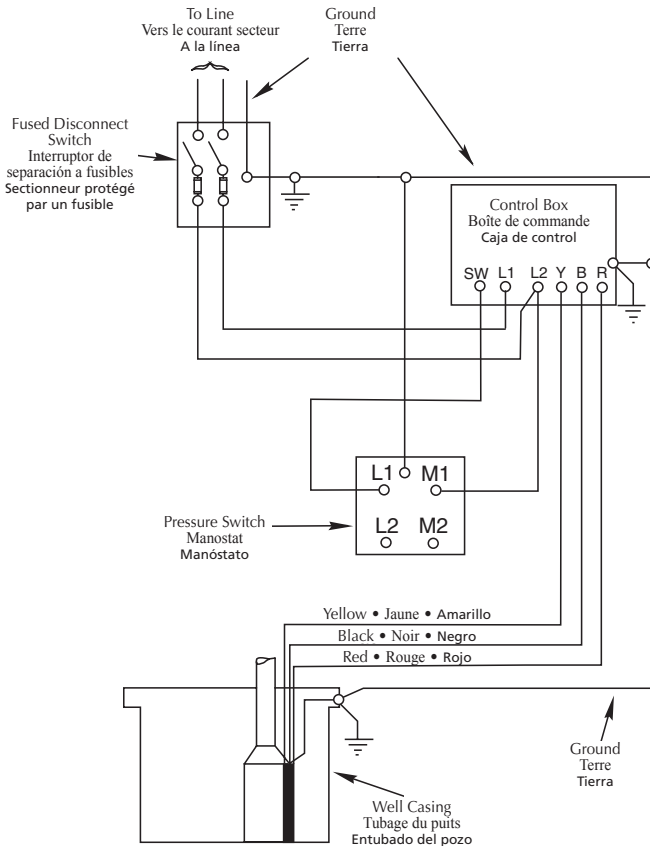 To Line
Vers le courant secteur
A la línea
Ground
Terre
Tierra
Fused Disconnect
Switch
Interruptor de
separación a fusibles
Sectionneur protégé
par un fusible
Control Box
Boîte de commande
Caja de control
SW L1 L2 Y B R
L1 M1
L2 M2
Pressure Switch
Manostat
Manóstato
Yellow • Jaune • Amarillo
Black • Noir • Negro
Red • Rouge • Rojo
Ground
Terre
Tierra
Well Casing
Tubage du puits
Entubado del pozo